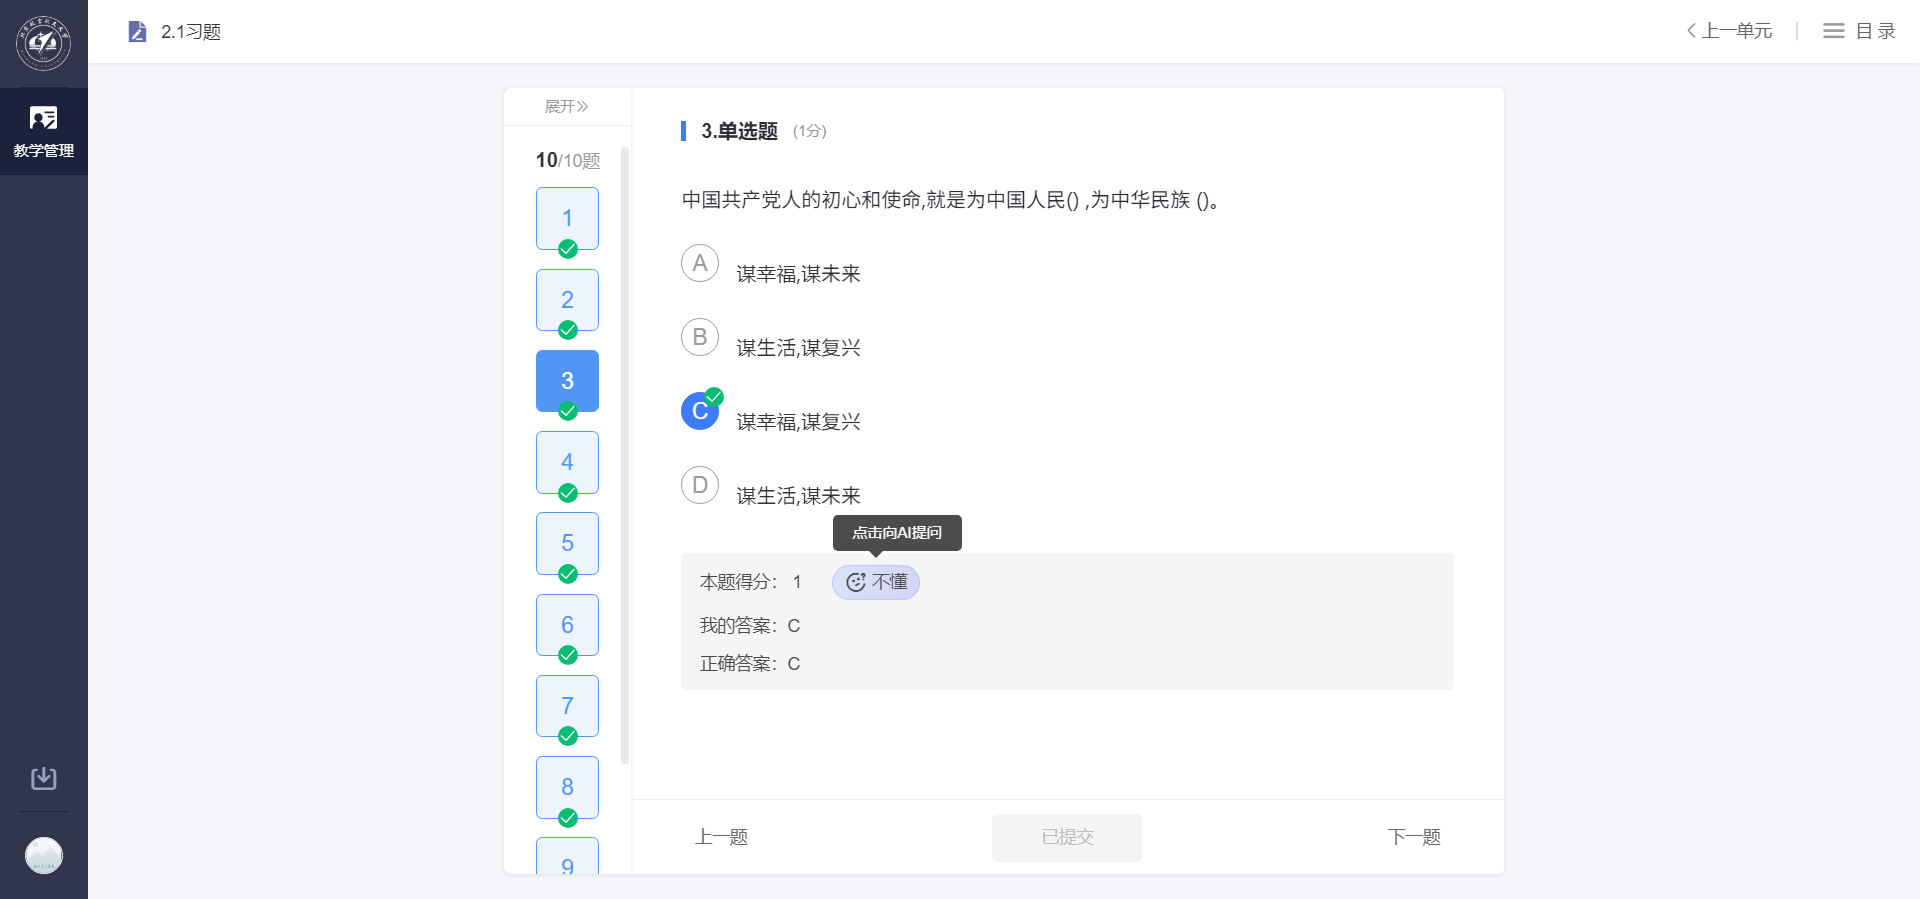 2.1习题
上一单元
目录
教学管理
展开
10/10题
1
2
3
4
5
6
7
8
9
3.单选题 (1分)
中国共产党人的初心和使命,就是为中国人民() ,为中华民族 ()。
A 谋幸福,谋未来
B 谋生活,谋复兴
C 谋幸福,谋复兴
D 谋生活,谋未来
点击向AI提问
本题得分： 1 不懂
我的答案：C
正确答案：C
上一题
已提交
下一题